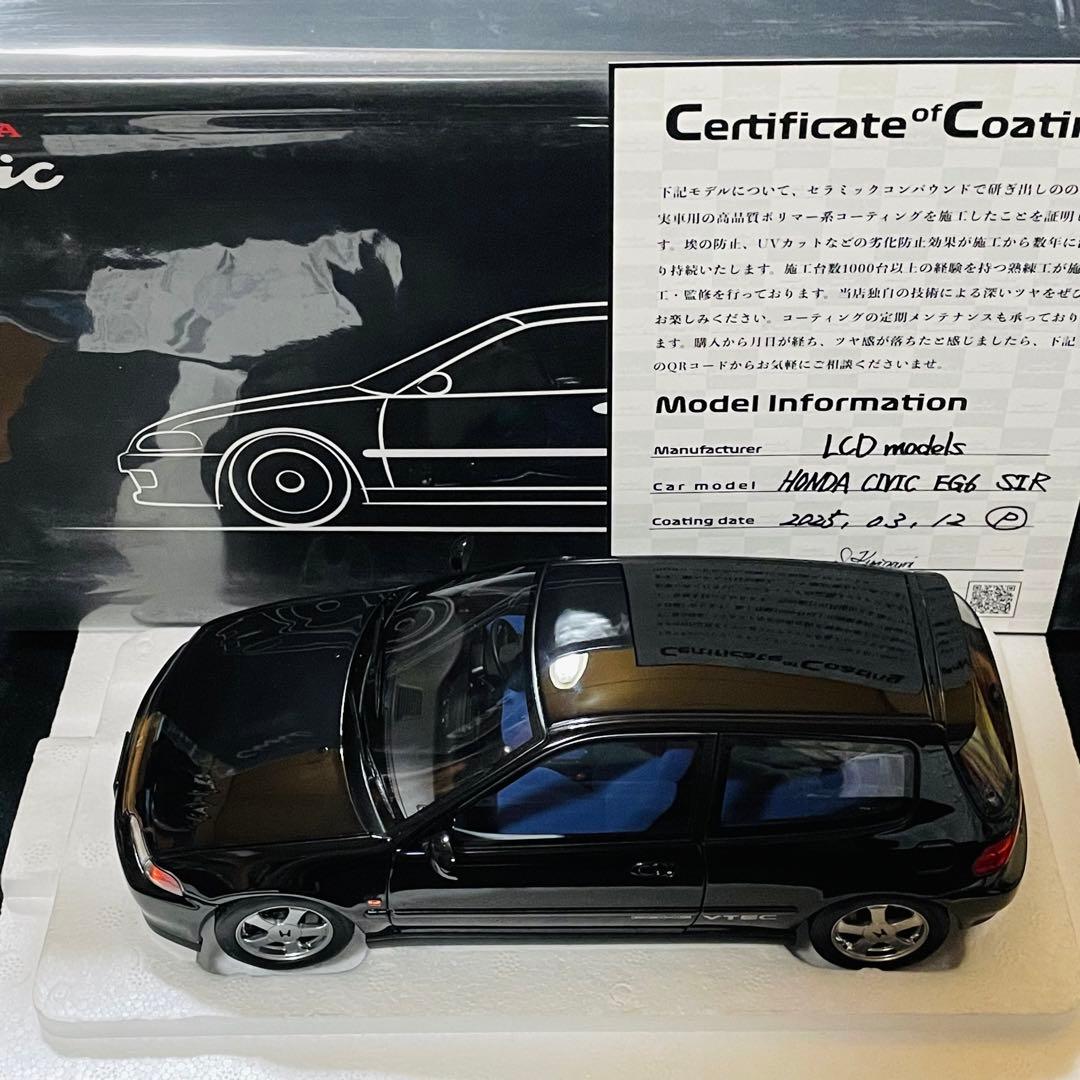 A
ic
Certificate of Coatin
下記モデルについて、セラミックコンパウンドで研ぎ出しのの
実車用の高品質ポリマー系コーティングを施工したことを証明し
す。埃の防止、UVカットなどの劣化防止効果が施工から数年に
り持続いたします。施工台数1000台以上の経験を持つ熟練工が施
工・監修を行っております。当店独自の技術による深いツヤをぜひ
お楽しみください。コーティングの定期メンテナンスも承っており
ます。購入から月日が経ち、ツヤ感が落ちたと感じましたら、下記
のQRコードからお気軽にご相談くださいませ。
Model Information
Manufacturer LCD models
Car model HONDA CIVIC EG6 SIR
Coating date 2025, 03, 12 P
VTEC